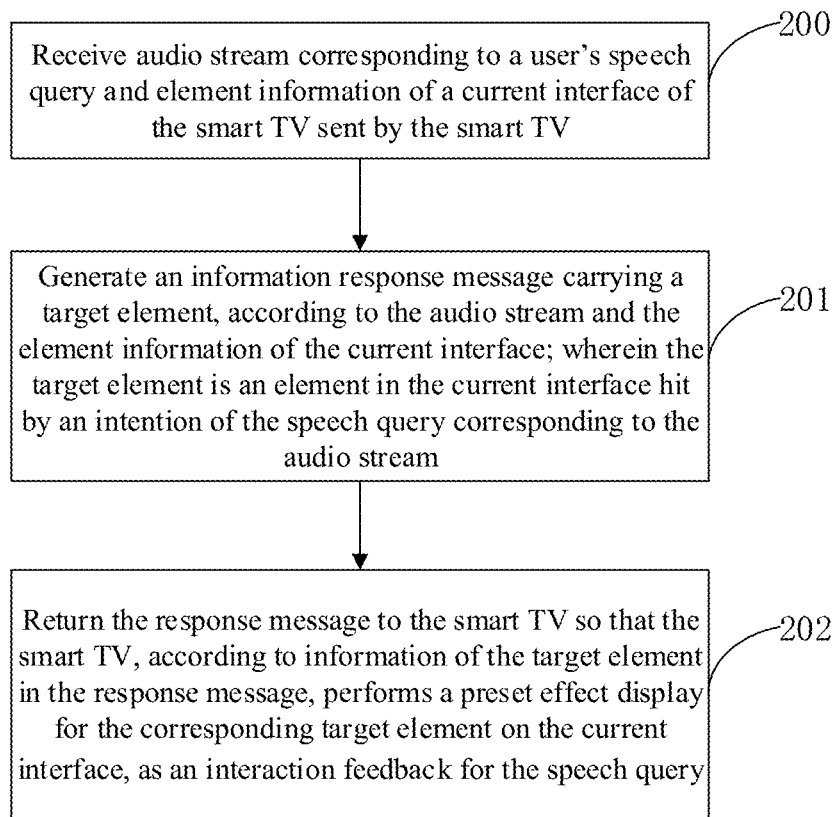 Receive audio stream corresponding to a user's speech
query and element information of a current interface of
the smart TV sent by the smart TV
200
Generate an information response message carrying a
target element, according to the audio stream and the
element information of the current interface; wherein the
target element is an element in the current interface hit
by an intention of the speech query corresponding to the
audio stream
201
Return the response message to the smart TV so that the
smart TV, according to information of the target element
in the response message, performs a preset effect display
for the corresponding target element on the current
interface, as an interaction feedback for the speech query
202